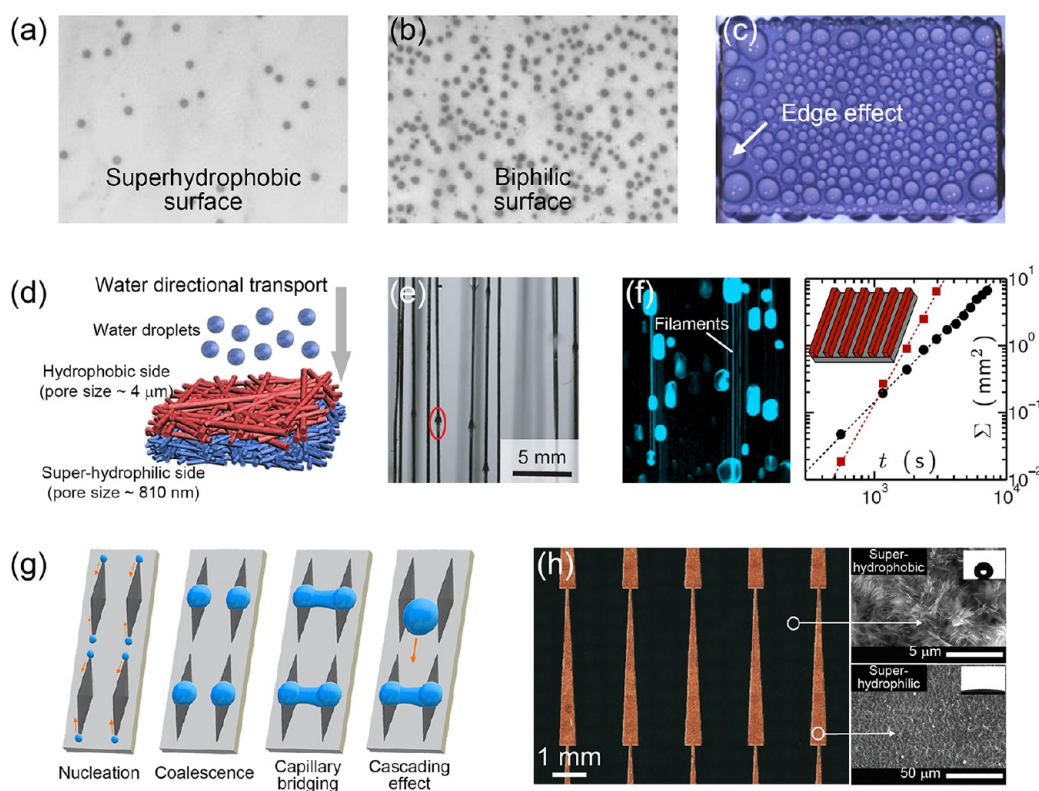 (a)
Superhydrophobic
surface
(b)
Biphilic
surface
(c)
Edge effect
(d)
Water directional transport
Water droplets
Hydrophobic side
(pore size ~ 4 μm)
Super-hydrophilic side
(pore size ~ 810 nm)
(e)
5 mm
(f)
Filaments
10¹
10⁰
10⁻¹
10⁻²
Σ (mm²)
t (s)
10³
10⁴
(g)
Nucleation
Coalescence
Capillary
bridging
Cascading
effect
(h)
1 mm
Super-
hydrophobic
5 μm
Super-
hydrophilic
50 μm